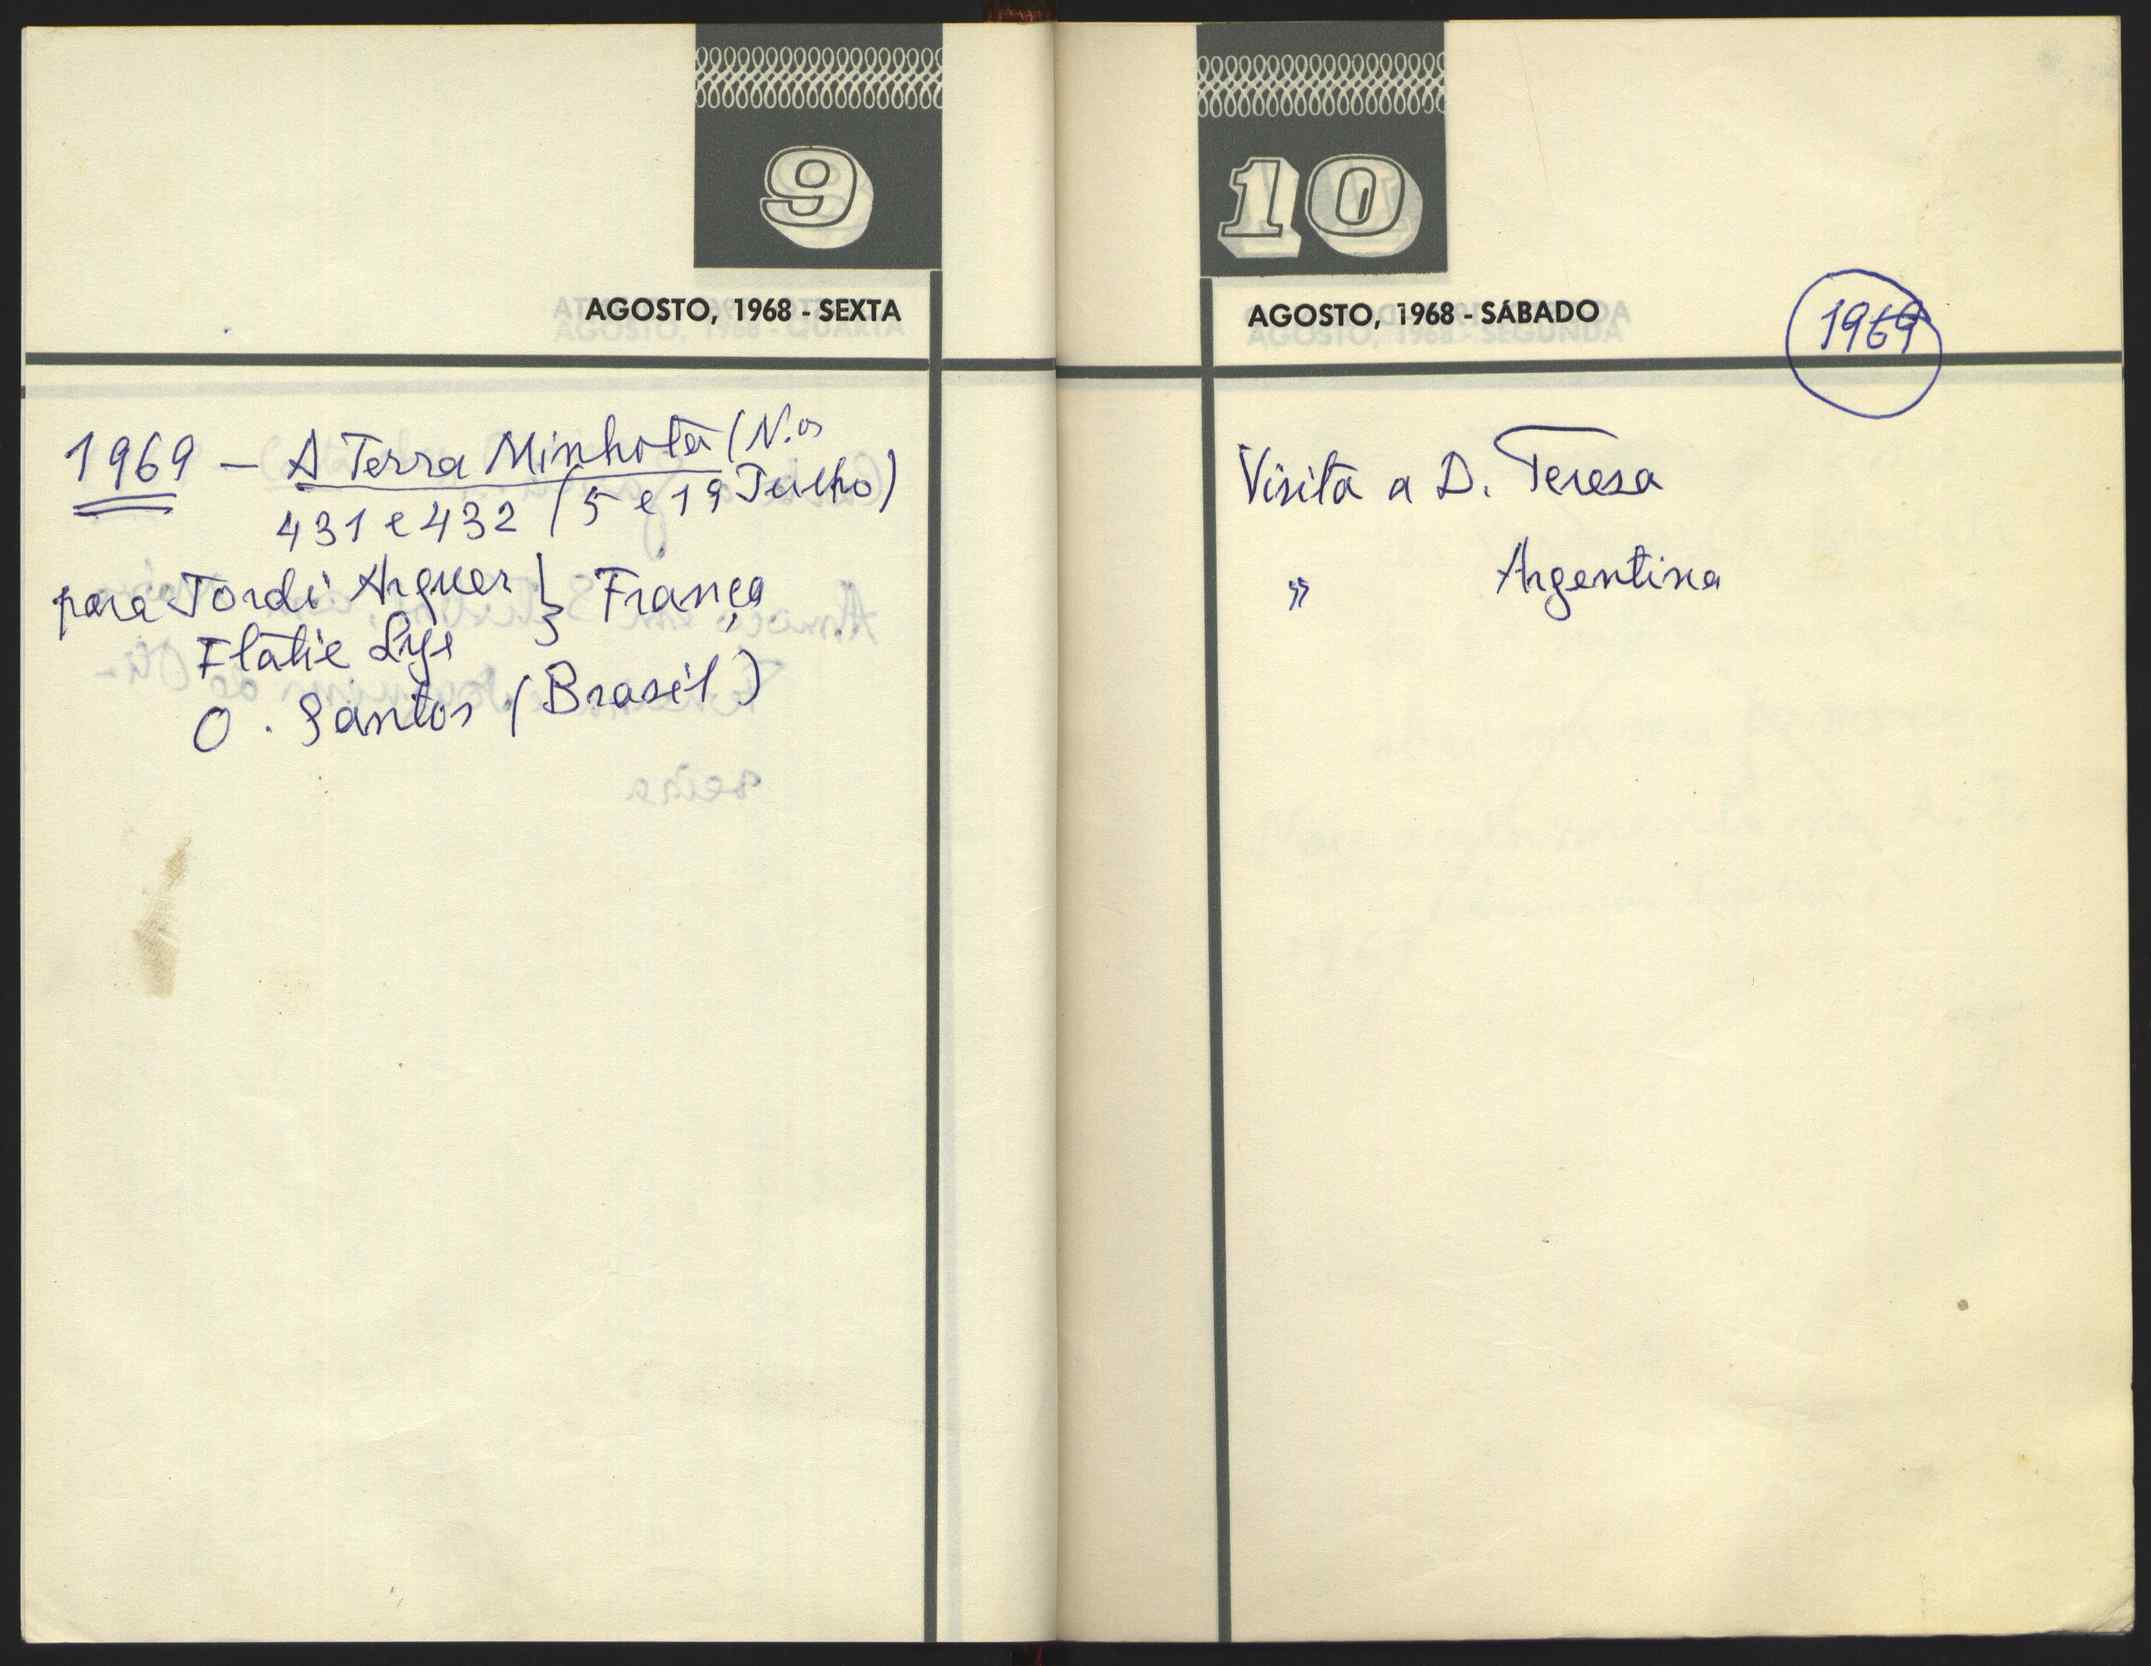 9
AGOSTO, 1968 - SEXTA
1969 - A Terra Minhota (N.os
431 e 432 (5 e 19 Julho)
para Jordi Arquer } França
Lys
O. Santos (Brasil)
10
AGOSTO, 1968 - SÁBADO
1969
Visita a D. Teresa
" Argentina